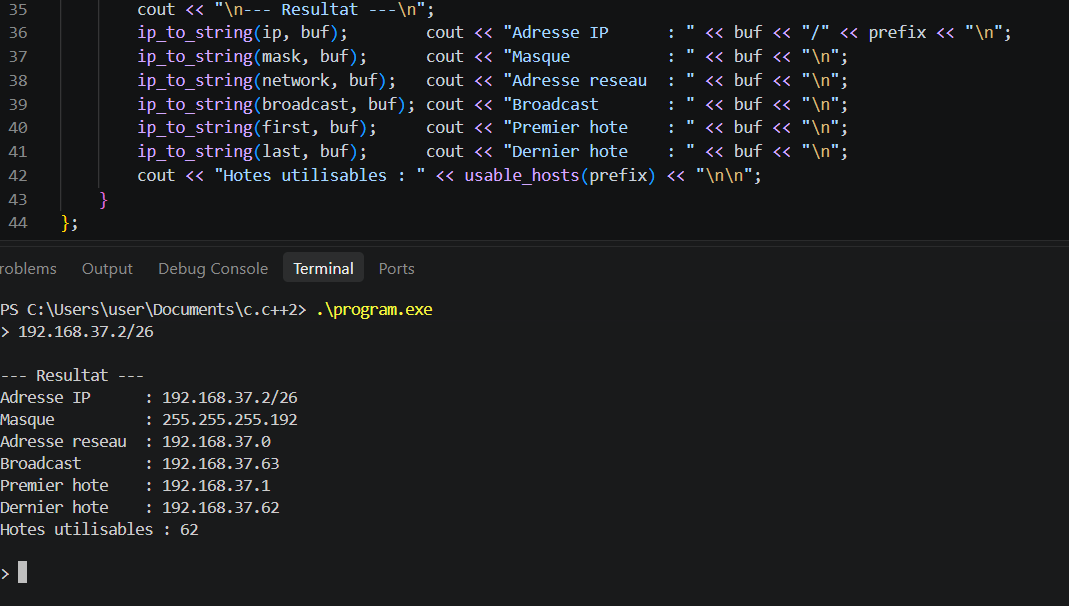 35 cout << "\n--- Resultat ---\n";
36 ip_to_string(ip, buf);        cout << "Adresse IP      : " << buf << "/" << prefix << "\n";
37 ip_to_string(mask, buf);      cout << "Masque          : " << buf << "\n";
38 ip_to_string(network, buf);   cout << "Adresse reseau  : " << buf << "\n";
39 ip_to_string(broadcast, buf); cout << "Broadcast       : " << buf << "\n";
40 ip_to_string(first, buf);     cout << "Premier hote    : " << buf << "\n";
41 ip_to_string(last, buf);      cout << "Dernier hote    : " << buf << "\n";
42 cout << "Hotes utilisables : " << usable_hosts(prefix) << "\n\n";
43 }
44 };
roblems Output Debug Console Terminal Ports
PS C:\Users\user\Documents\c.c++2> .\program.exe
> 192.168.37.2/26
--- Resultat ---
Adresse IP      : 192.168.37.2/26
Masque          : 255.255.255.192
Adresse reseau  : 192.168.37.0
Broadcast       : 192.168.37.63
Premier hote    : 192.168.37.1
Dernier hote    : 192.168.37.62
Hotes utilisables : 62
>